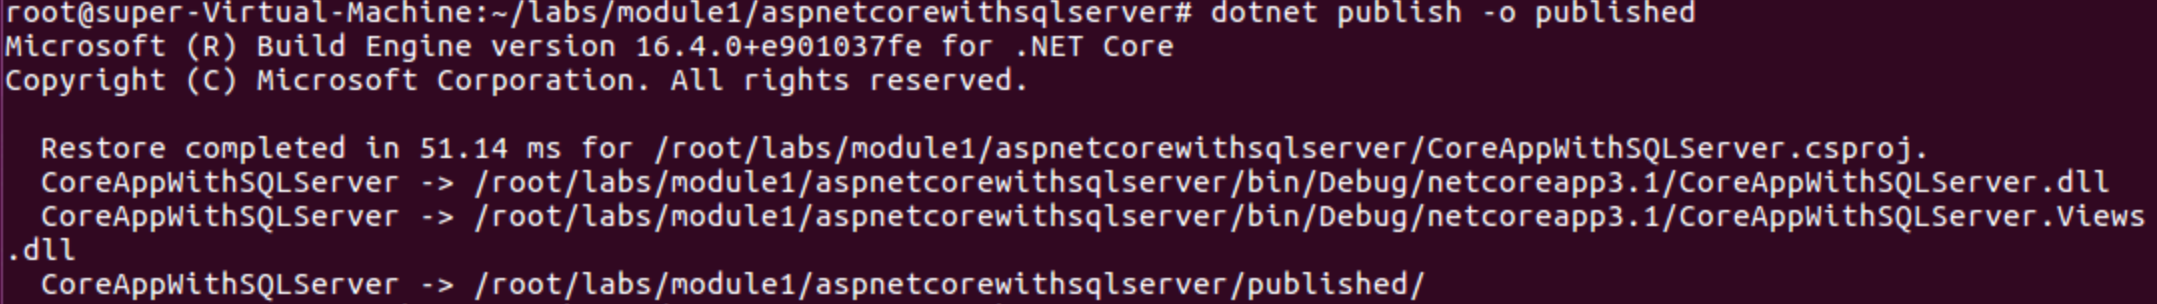 root@super-Virtual-Machine:~/labs/module1/aspnetcorewithsqlserver# dotnet publish -o published
Microsoft (R) Build Engine version 16.4.0+e901037fe for .NET Core
Copyright (C) Microsoft Corporation. All rights reserved.

  Restore completed in 51.14 ms for /root/labs/module1/aspnetcorewithsqlserver/CoreAppWithSQLServer.csproj.
  CoreAppWithSQLServer -> /root/labs/module1/aspnetcorewithsqlserver/bin/Debug/netcoreapp3.1/CoreAppWithSQLServer.dll
  CoreAppWithSQLServer -> /root/labs/module1/aspnetcorewithsqlserver/bin/Debug/netcoreapp3.1/CoreAppWithSQLServer.Views
.dll
  CoreAppWithSQLServer -> /root/labs/module1/aspnetcorewithsqlserver/published/